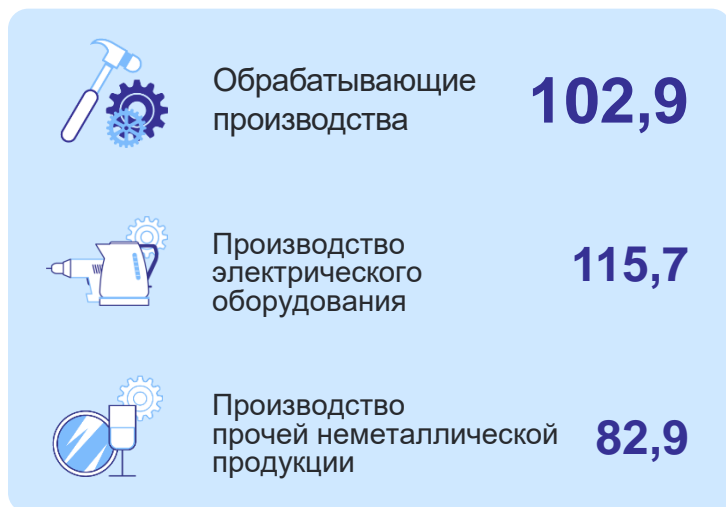 Обрабатывающие
производства
102,9
Производство
электрического
оборудования
115,7
Производство
прочей неметаллической
продукции
82,9